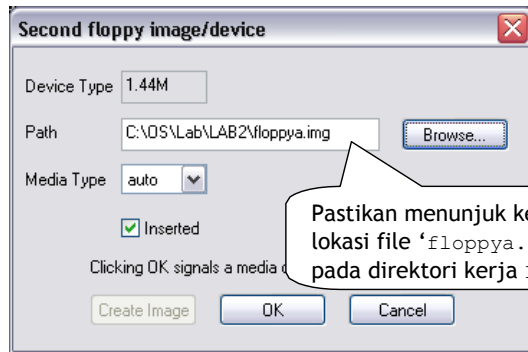 Second floppy image/device
Device Type 1.44M
Path C:\OS\Lab\LAB2\floppya.img Browse...
Media Type auto
Inserted
Pastikan menunjuk
lokasi file ‘floppya.
pada direktori kerja
Clicking OK signals a media
Create Image OK Cancel